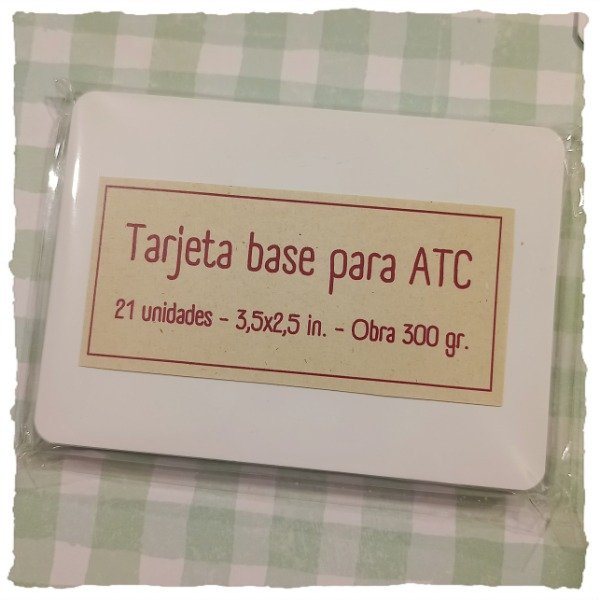 Tarjeta base para ATC
21 unidades - 3,5x2,5 in. - Obra 300 gr.